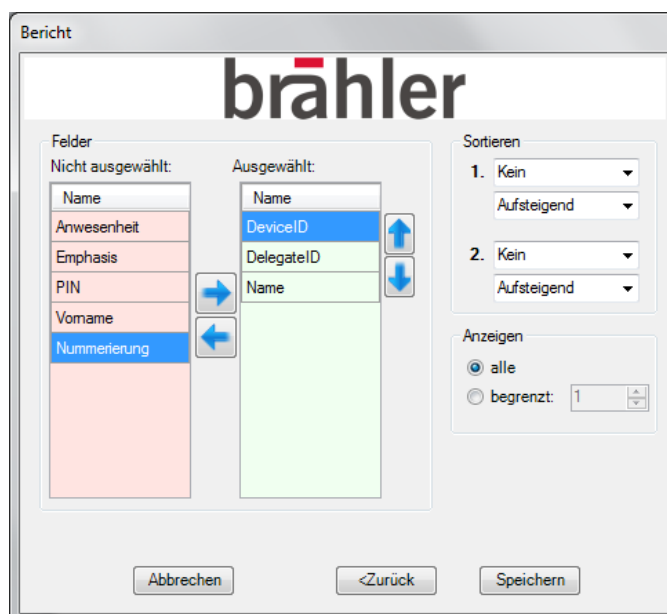 Bericht
brähler
Felder
Nicht ausgewählt:
Ausgewählt:
Name
Anwesenheit
Emphasis
PIN
Vorname
Nummerierung
Name
DeviceID
DelegateID
Name
Sortieren
1. Kein
Aufsteigend
2. Kein
Aufsteigend
Anzeigen
alle
begrenzt: 1
Abbrechen
<Zurück
Speichern